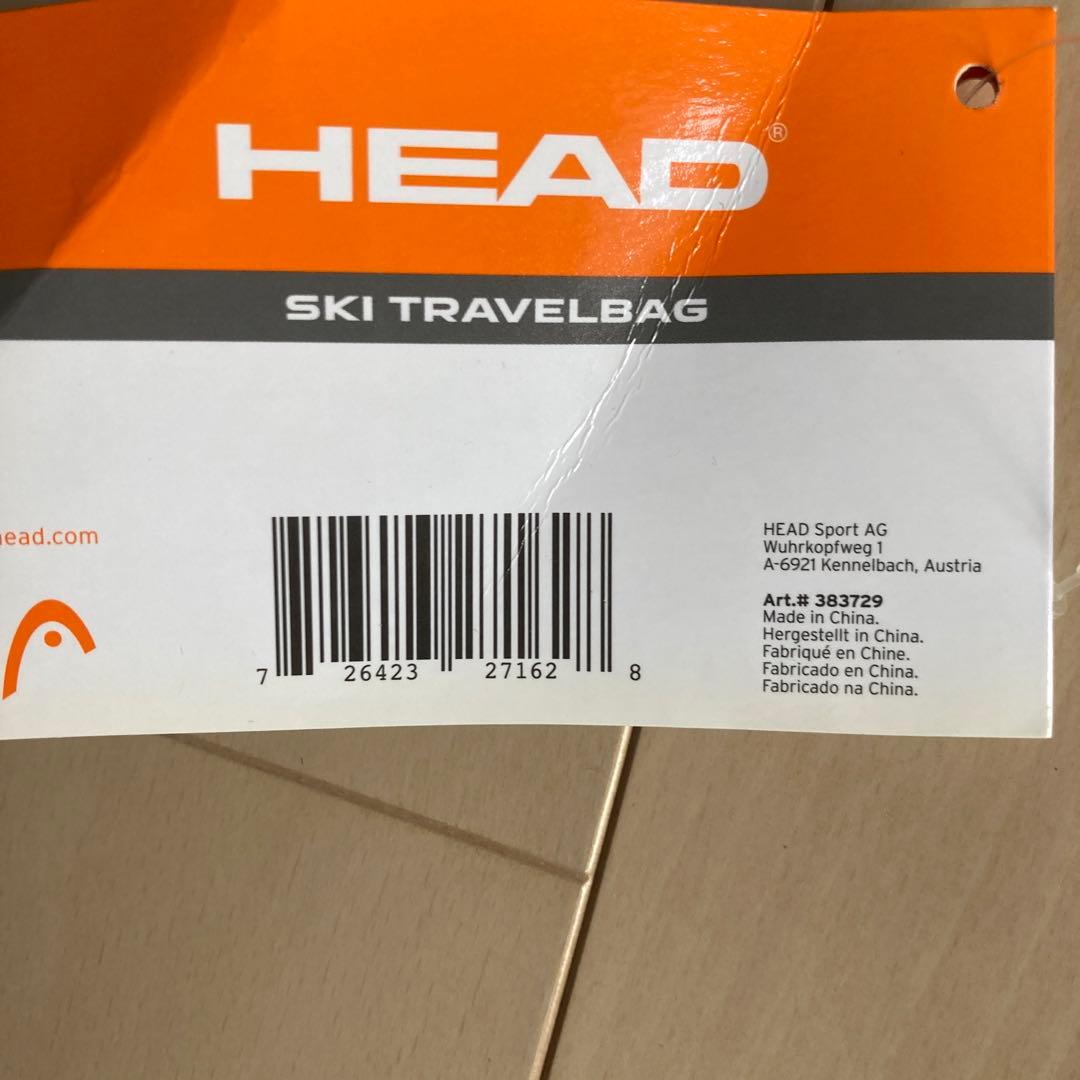 HEAD®
SKI TRAVELBAG
ead.com
7 26423 27162 8
HEAD Sport AG
Wuhrkopfweg 1
A-6921 Kennelbach, Austria
Art.# 383729
Made in China.
Hergestellt in China.
Fabriqué en Chine.
Fabricado en China.
Fabricado na China.